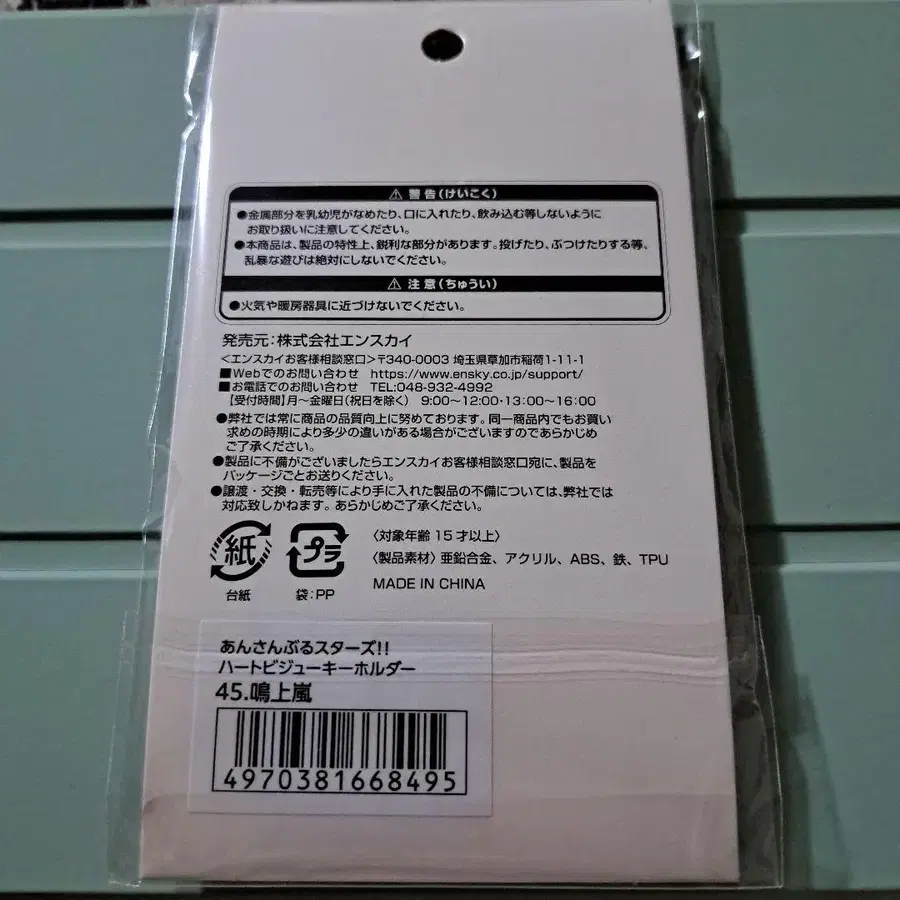 ⚠ 警告(けいこく)
●金属部分を乳幼児がなめたり、口に入れたり、飲み込む等しないように
お取り扱いに注意してください。
●本商品は、製品の特性上、鋭利な部分があります。投げたり、ぶつけたりする等、
乱暴な遊びは絶対にしないでください。
⚠ 注意(ちゅうい)
●火気や暖房器具に近づけないでください。
発売元:株式会社エンスカイ
<エンスカイお客様相談窓口>〒340-0003 埼玉県草加市稲荷1-11-1
■Webでのお問い合わせ https://www.ensky.co.jp/support/
■お電話でのお問い合わせ TEL:048-932-4992
【受付時間】月～金曜日(祝日を除く) 9:00～12:00・13:00～16:00
●弊社では常に商品の品質向上に努めております。同一商品内でもお買い
求めの時期により多少の違いがある場合がございますのであらかじめ
ご了承ください。
●製品に不備がございましたらエンスカイお客様相談窓口宛に、製品を
パッケージごとお送りください。
●譲渡・交換・転売等により手に入れた製品の不備については、弊社では
対応致しかねます。あらかじめご了承ください。
紙 プラ 〈対象年齢 15才以上〉
〈製品素材〉亜鉛合金、アクリル、ABS、鉄、TPU
台紙 袋:PP MADE IN CHINA
あんさんぶるスターズ!!
ハートビジューキーホルダー
45.鳴上嵐
4970381668495